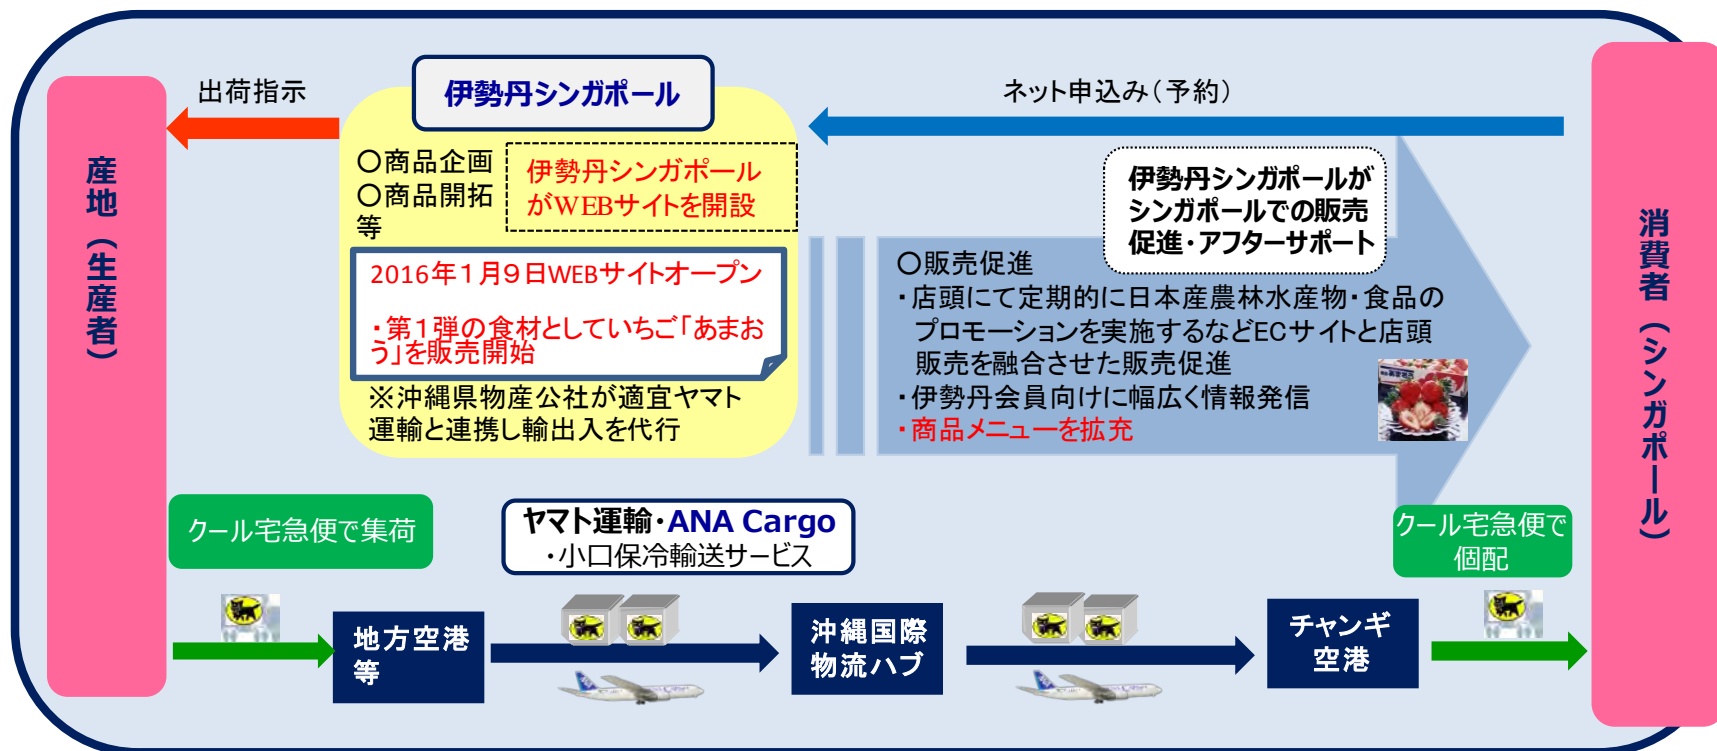 出荷指示
伊勢丹シンガポール
ネット申込み（予約）
産地（生産者）
〇商品企画
〇商品開拓
等
伊勢丹シンガポール
がWEBサイトを開設
2016年１月９日WEBサイトオープン
・第１弾の食材としていちご「あまお
う」を販売開始
※沖縄県物産公社が適宜ヤマト
運輸と連携し輸出入を代行
伊勢丹シンガポールが
シンガポールでの販売
促進・アフターサポート
〇販売促進
・店頭にて定期的に日本産農林水産物・食品の
プロモーションを実施するなどECサイトと店頭
販売を融合させた販売促進
・伊勢丹会員向けに幅広く情報発信
・商品メニューを拡充
消費者（シンガポール）
クール宅急便で集荷
ヤマト運輸・ANA Cargo
・小口保冷輸送サービス
クール宅急便で
個配
地方空港
等
沖縄国際
物流ハブ
チャンギ
空港